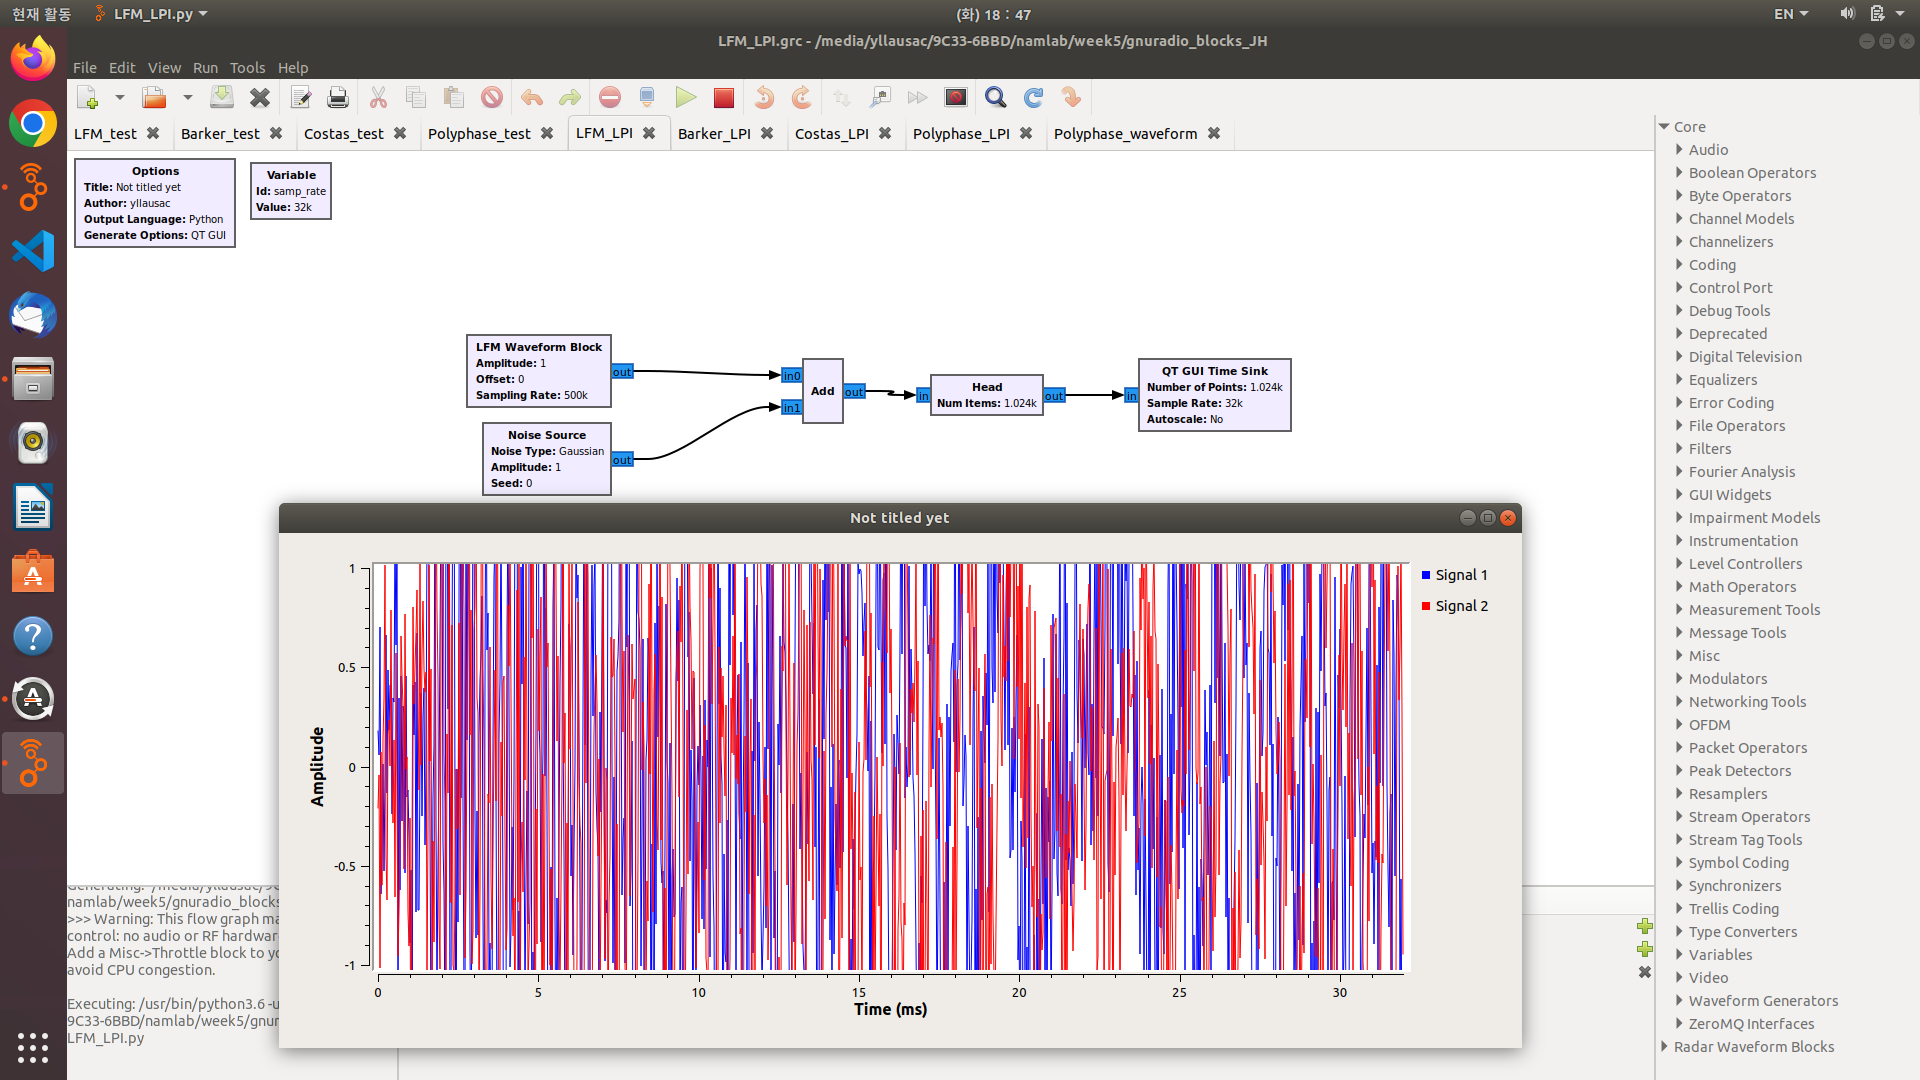 현재 활동
LFM_LPI.py
(화) 18 : 47
EN
LFM_LPI.grc - /media/yllausac/9C33-6BBD/namlab/week5/gnuradio_blocks_JH
File Edit View Run Tools Help
LFM_test
Barker_test
Costas_test
Polyphase_test
LFM_LPI
Barker_LPI
Costas_LPI
Polyphase_LPI
Polyphase_waveform
Options
Title: Not titled yet
Author: yllausac
Output Language: Python
Generate Options: QT GUI
Variable
Id: samp_rate
Value: 32k
LFM Waveform Block
Amplitude: 1
Offset: 0
Sampling Rate: 500k
out
Noise Source
Noise Type: Gaussian
Amplitude: 1
Seed: 0
out
in0
in1
Add
out
in
Head
Num Items: 1.024k
out
in
QT GUI Time Sink
Number of Points: 1.024k
Sample Rate: 32k
Autoscale: No
Not titled yet
1
0.5
0
-0.5
-1
Amplitude
0 5 10 15 20 25 30
Time (ms)
Signal 1
Signal 2
namlab/week5/gnuradio_blocks
>>> Warning: This flow graph ma
control: no audio or RF hardwar
Add a Misc->Throttle block to yo
avoid CPU congestion.
Executing: /usr/bin/python3.6 -u
9C33-6BBD/namlab/week5/gnur
LFM_LPI.py
Core
Audio
Boolean Operators
Byte Operators
Channel Models
Channelizers
Coding
Control Port
Debug Tools
Deprecated
Digital Television
Equalizers
Error Coding
File Operators
Filters
Fourier Analysis
GUI Widgets
Impairment Models
Instrumentation
Level Controllers
Math Operators
Measurement Tools
Message Tools
Misc
Modulators
Networking Tools
OFDM
Packet Operators
Peak Detectors
Resamplers
Stream Operators
Stream Tag Tools
Symbol Coding
Synchronizers
Trellis Coding
Type Converters
Variables
Video
Waveform Generators
ZeroMQ Interfaces
Radar Waveform Blocks